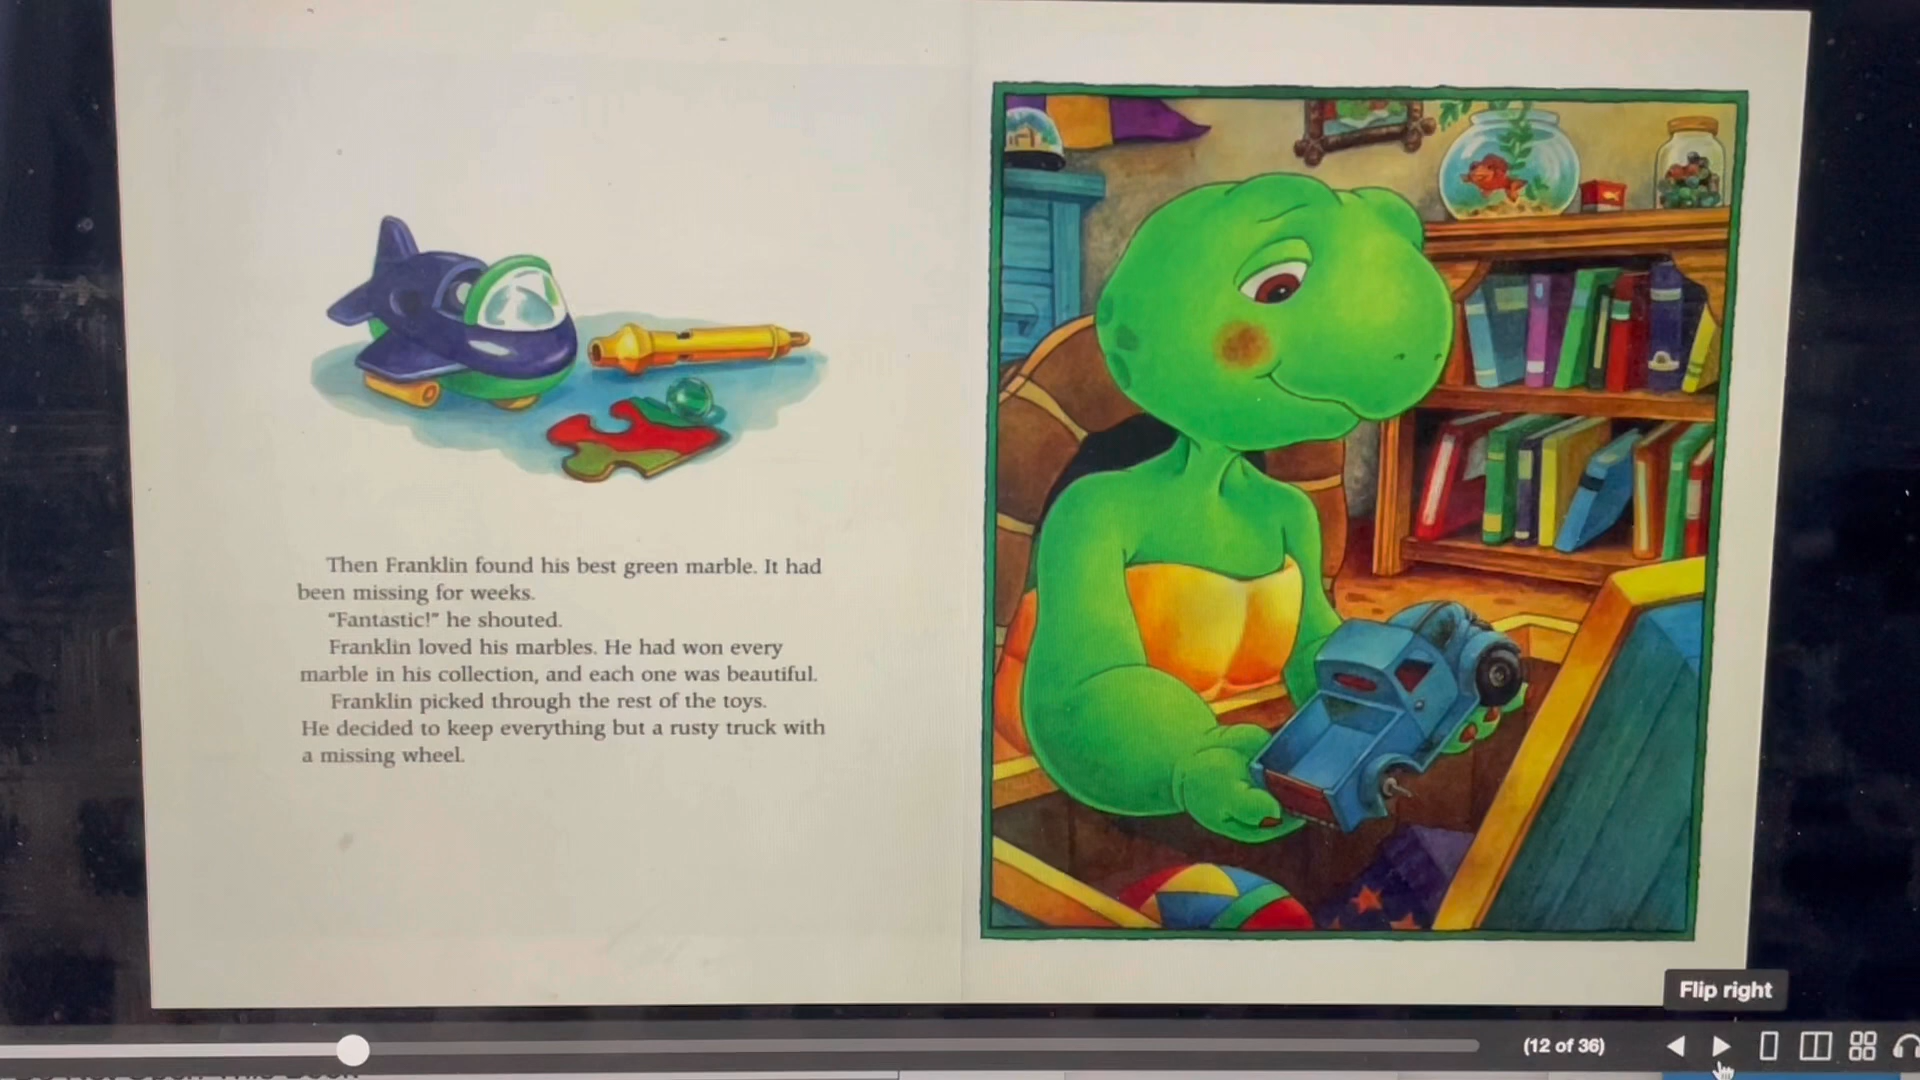 Then Franklin found his best green marble. It had
been missing for weeks.
"Fantastic!" he shouted.
Franklin loved his marbles. He had won every
marble in his collection, and each one was beautiful.
Franklin picked through the rest of the toys.
He decided to keep everything but a rusty truck with
a missing wheel.
Flip right
(12 of 36)